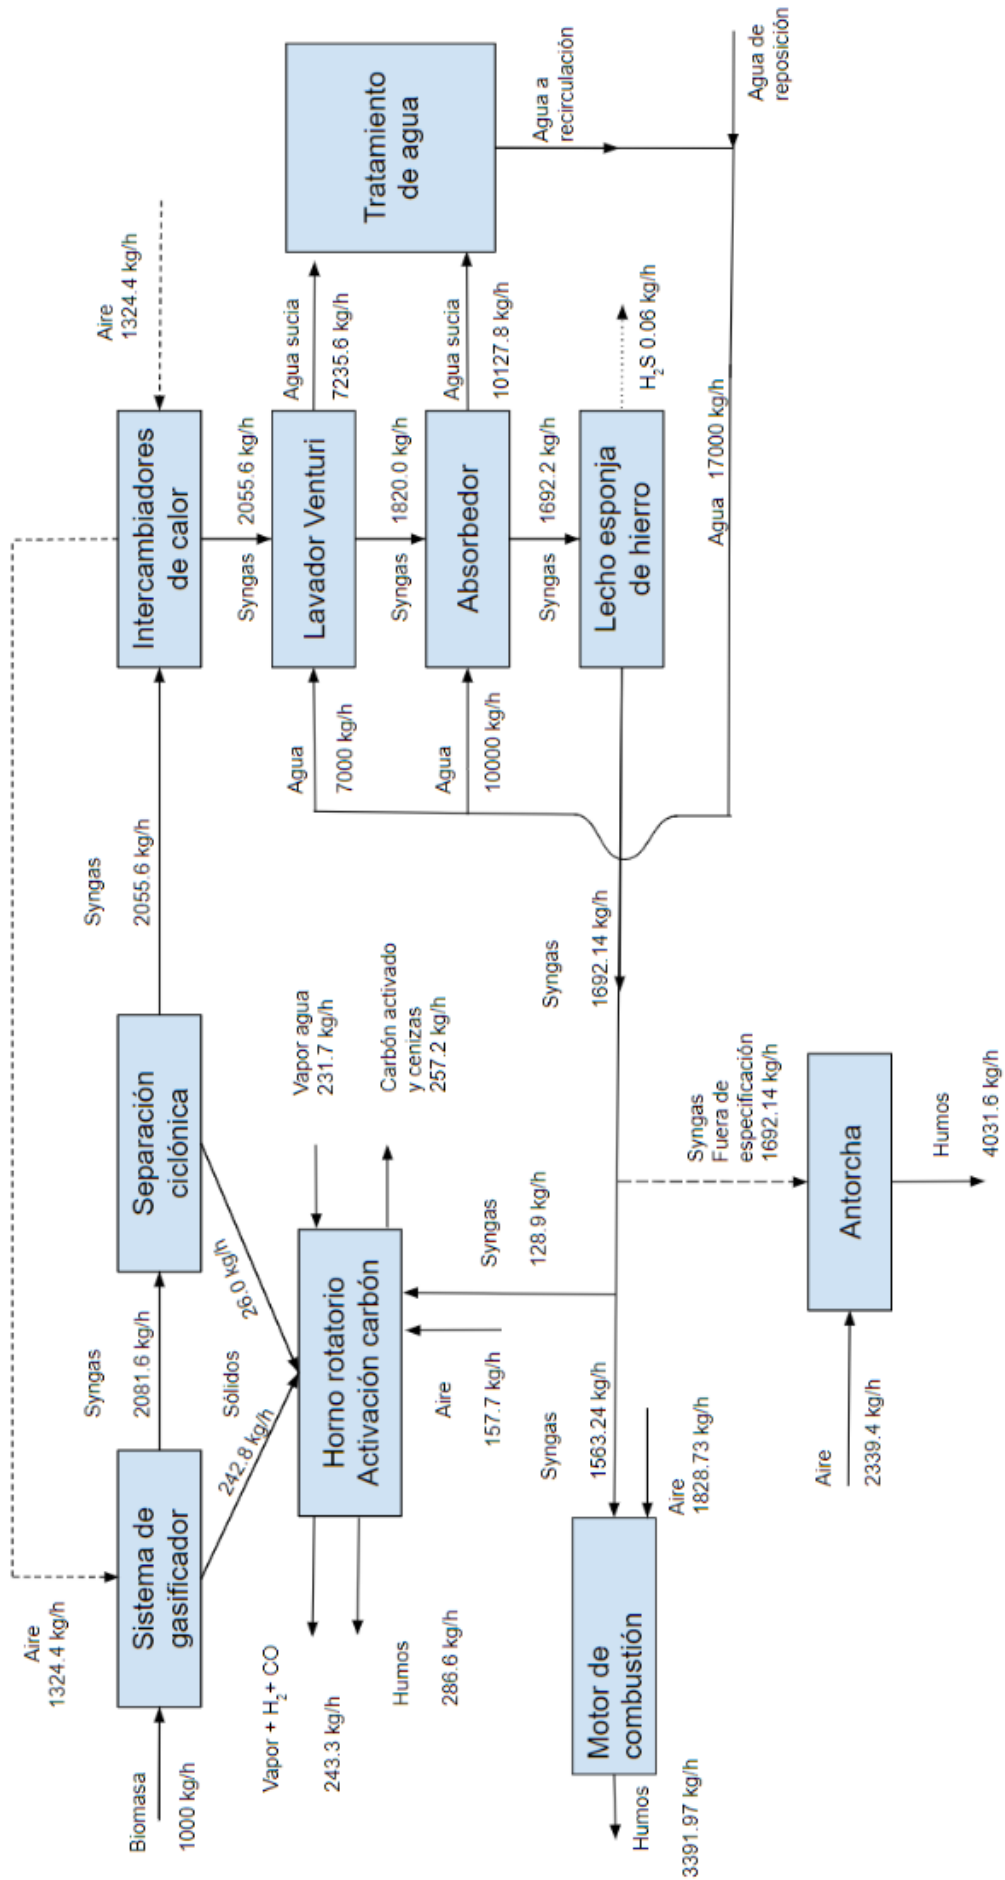 Aire
1324.4 kg/h
Biomasa
1000 kg/h
Sistema de
gasificador
Syngas
2081.6 kg/h
Separación
ciclónica
Syngas
2055.6 kg/h
Intercambiadores
de calor
Aire
1324.4 kg/h
Sólidos
242.8 kg/h
26.0 kg/h
Syngas
2055.6 kg/h
Vapor + H₂+ CO
243.3 kg/h
Humos
286.6 kg/h
Horno rotatorio
Activación carbón
Vapor agua
231.7 kg/h
Carbón activado
y cenizas
257.2 kg/h
Agua
7000 kg/h
Lavador Venturi
Agua sucia
7235.6 kg/h
Tratamiento
de agua
Syngas
1820.0 kg/h
Agua
10000 kg/h
Absorbedor
Agua sucia
10127.8 kg/h
Aire
157.7 kg/h
Syngas
128.9 kg/h
Syngas
1692.2 kg/h
Agua a
recirculación
Syngas
1563.24 kg/h
Syngas
1692.14 kg/h
Lecho esponja
de hierro
H₂S 0.06 kg/h
Motor de
combustión
Humos
3391.97 kg/h
Aire
1828.73 kg/h
Syngas
Fuera de
especificación
1692.14 kg/h
Agua 17000 kg/h
Agua de
reposición
Aire
2339.4 kg/h
Antorcha
Humos
4031.6 kg/h